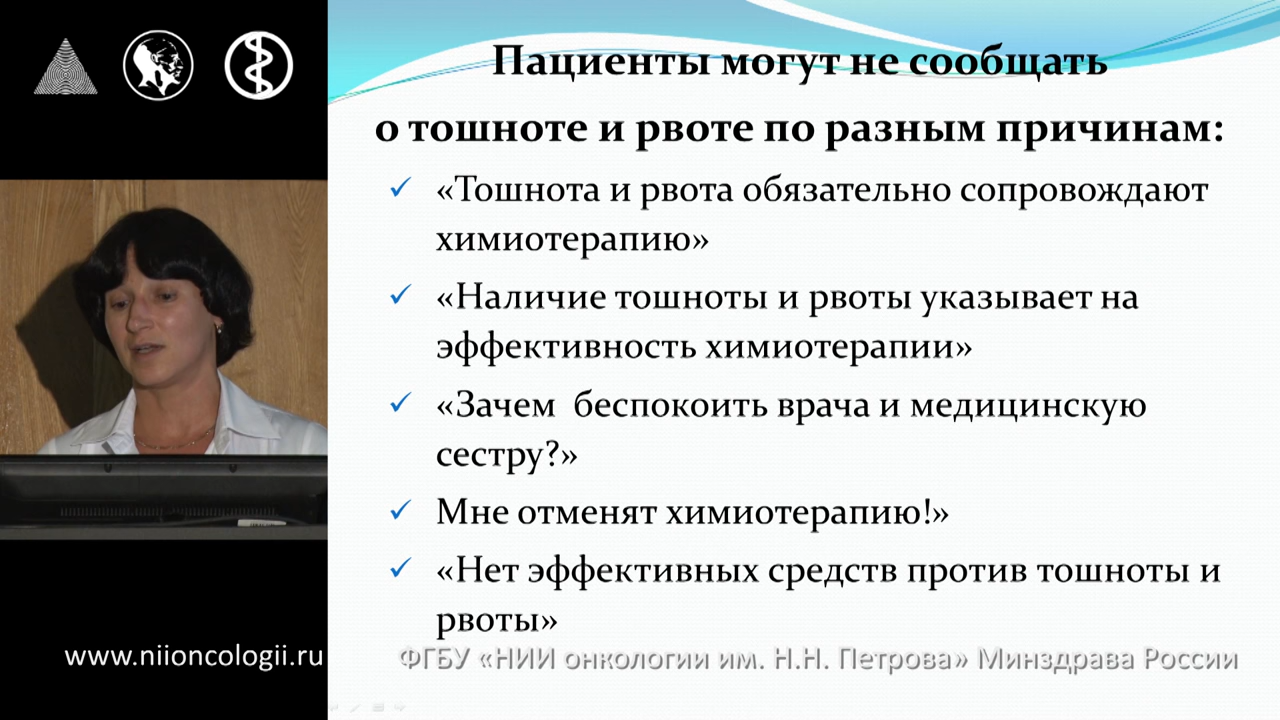 Пациенты могут не сообщать
о тошноте и рвоте по разным причинам:
✓ «Тошнота и рвота обязательно сопровождают
химиотерапию»
✓ «Наличие тошноты и рвоты указывает на
эффективность химиотерапии»
✓ «Зачем беспокоить врача и медицинскую
сестру?»
✓ Мне отменят химиотерапию!»
✓ «Нет эффективных средств против тошноты и
рвоты»
www.niioncologii.ru
ФГБУ «НИИ онкологии им. Н.Н. Петрова» Минздрава России